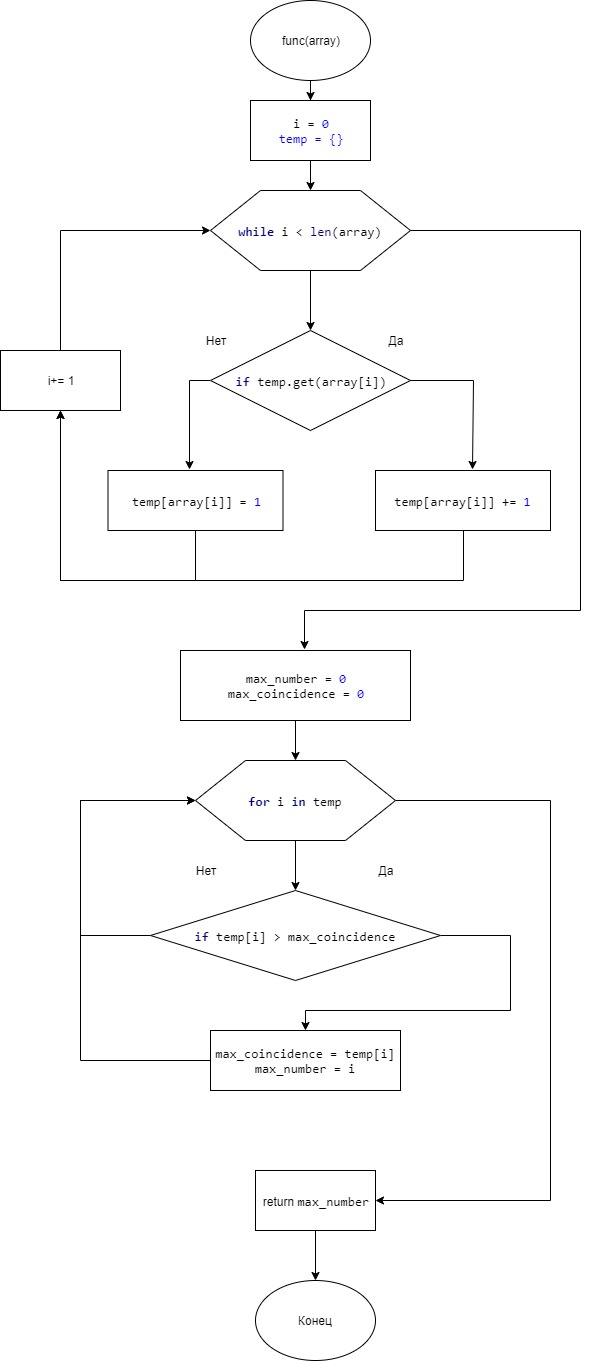 func(array)
i = 0
temp = {}
while i < len(array)
Нет
Да
if temp.get(array[i])
i+= 1
temp[array[i]] = 1
temp[array[i]] += 1
max_number = 0
max_coincidence = 0
for i in temp
Нет
Да
if temp[i] > max_coincidence
max_coincidence = temp[i]
max_number = i
return max_number
Конец